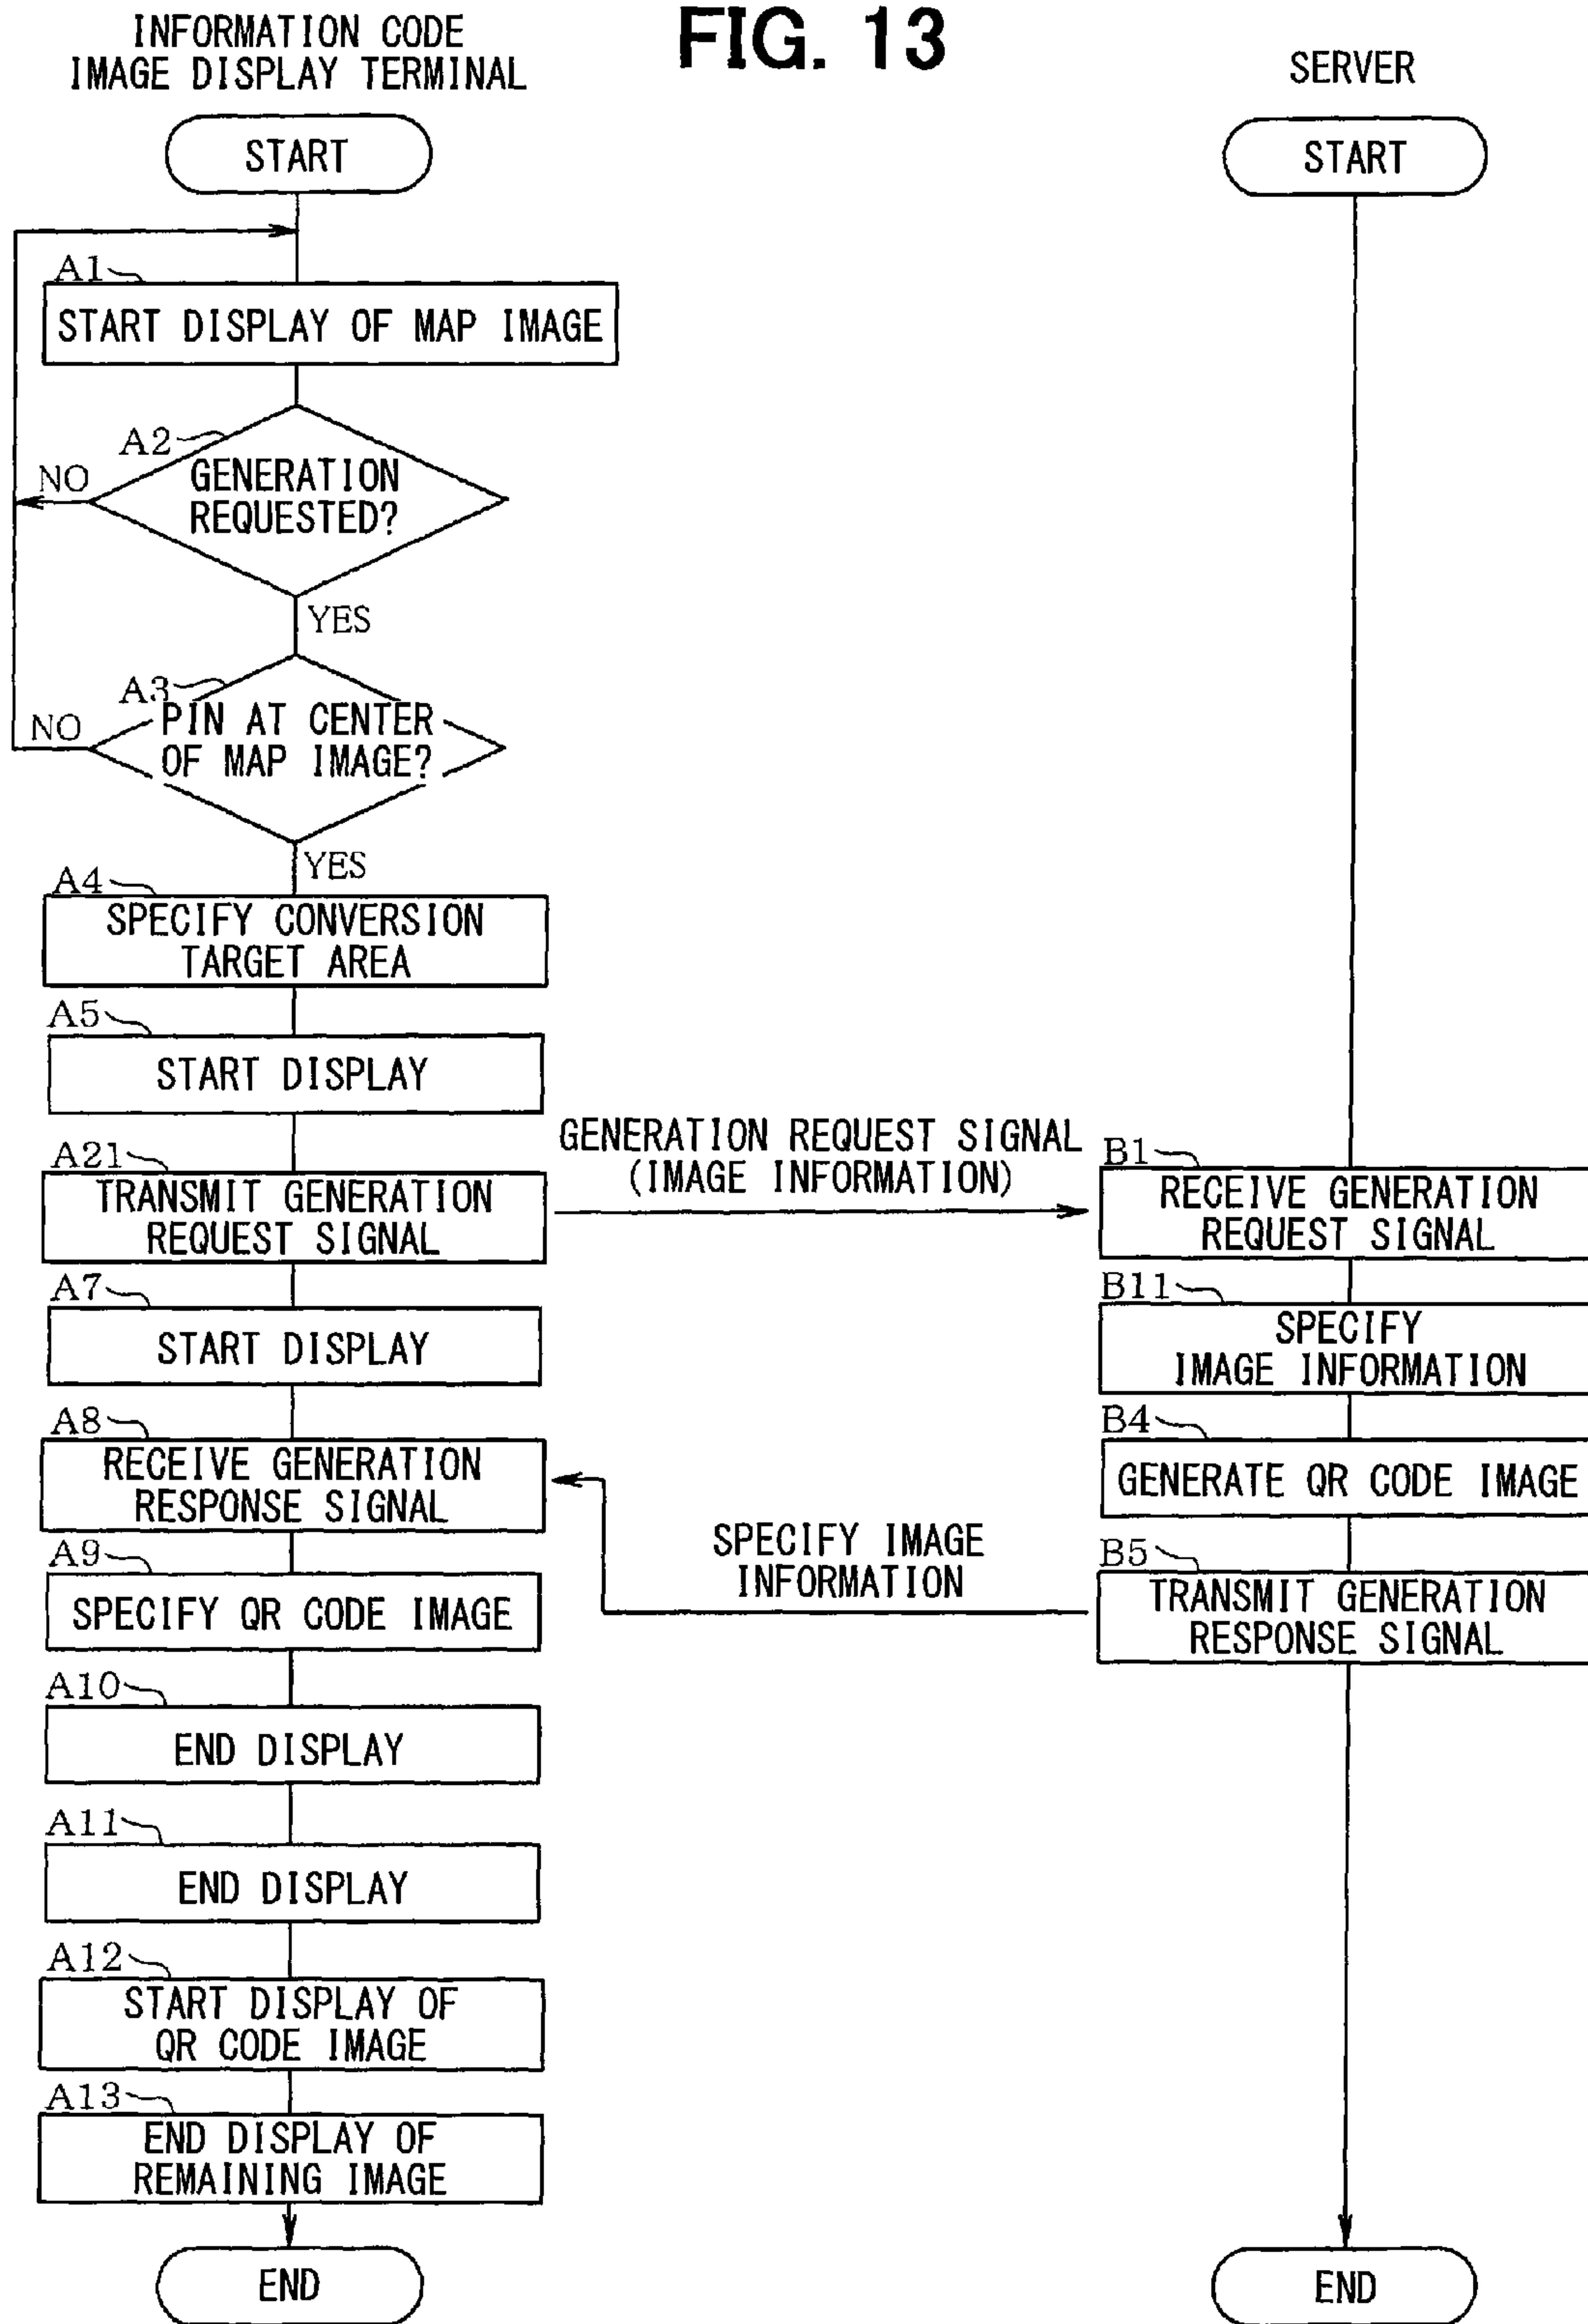 FIG. 13
INFORMATION CODE
IMAGE DISPLAY TERMINAL
START
A1
START DISPLAY OF MAP IMAGE
A2
GENERATION
REQUESTED?
NO
YES
A3
PIN AT CENTER
OF MAP IMAGE?
NO
YES
A4
SPECIFY CONVERSION
TARGET AREA
A5
START DISPLAY
A21
TRANSMIT GENERATION
REQUEST SIGNAL
GENERATION REQUEST SIGNAL
(IMAGE INFORMATION)
A7
START DISPLAY
A8
RECEIVE GENERATION
RESPONSE SIGNAL
A9
SPECIFY QR CODE IMAGE
A10
END DISPLAY
A11
END DISPLAY
A12
START DISPLAY OF
QR CODE IMAGE
A13
END DISPLAY OF
REMAINING IMAGE
END
SERVER
START
B1
RECEIVE GENERATION
REQUEST SIGNAL
B11
SPECIFY
IMAGE INFORMATION
B4
GENERATE QR CODE IMAGE
B5
TRANSMIT GENERATION
RESPONSE SIGNAL
SPECIFY IMAGE
INFORMATION
END